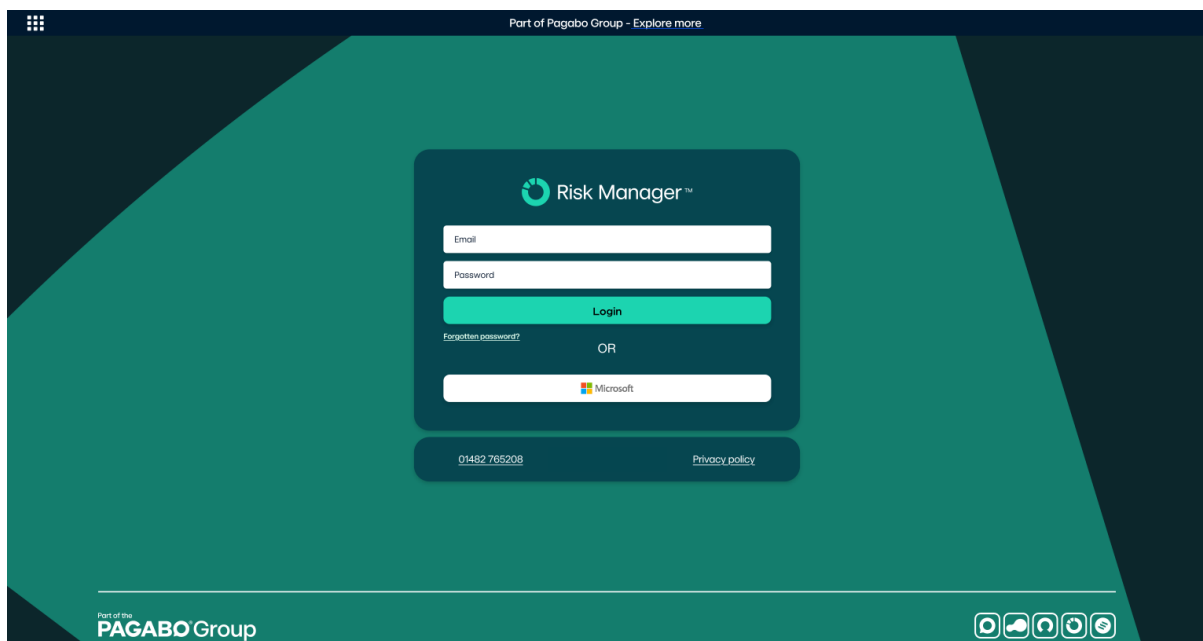 Part of Pagabo Group - Explore more
Risk Manager™
Email
Password
Login
Forgotten password?
OR
Microsoft
01482 765208
Privacy policy
Part of the
PAGABO® Group